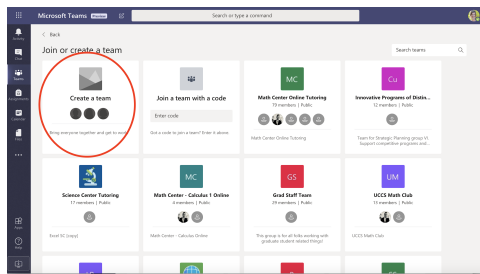 Microsoft Teams Preview
Search or type a command
Activity
Chat
Teams
Assignments
Calendar
Files
Apps
Help
< Back
Join or create a team
Search teams
Create a team
Bring everyone together and get to work!
Join a team with a code
Enter code
Got a code to join a team? Enter it above.
MC
Math Center Online Tutoring
79 members | Public
Math Center Online Tutoring
Cu
Innovative Programs of Distin...
12 members | Public
Team for Strategic Planning group VI
Support competitive programs and...
Science Center Tutoring
17 members | Public
Excel SC (copy)
MC
Math Center - Calculus 1 Online
4 members | Public
Math Center - Calculus Online
GS
Grad Staff Team
29 members | Public
This group is for all folks working with
graduate student related things!
UM
UCCS Math Club
15 members | Public
UCCS Math Club